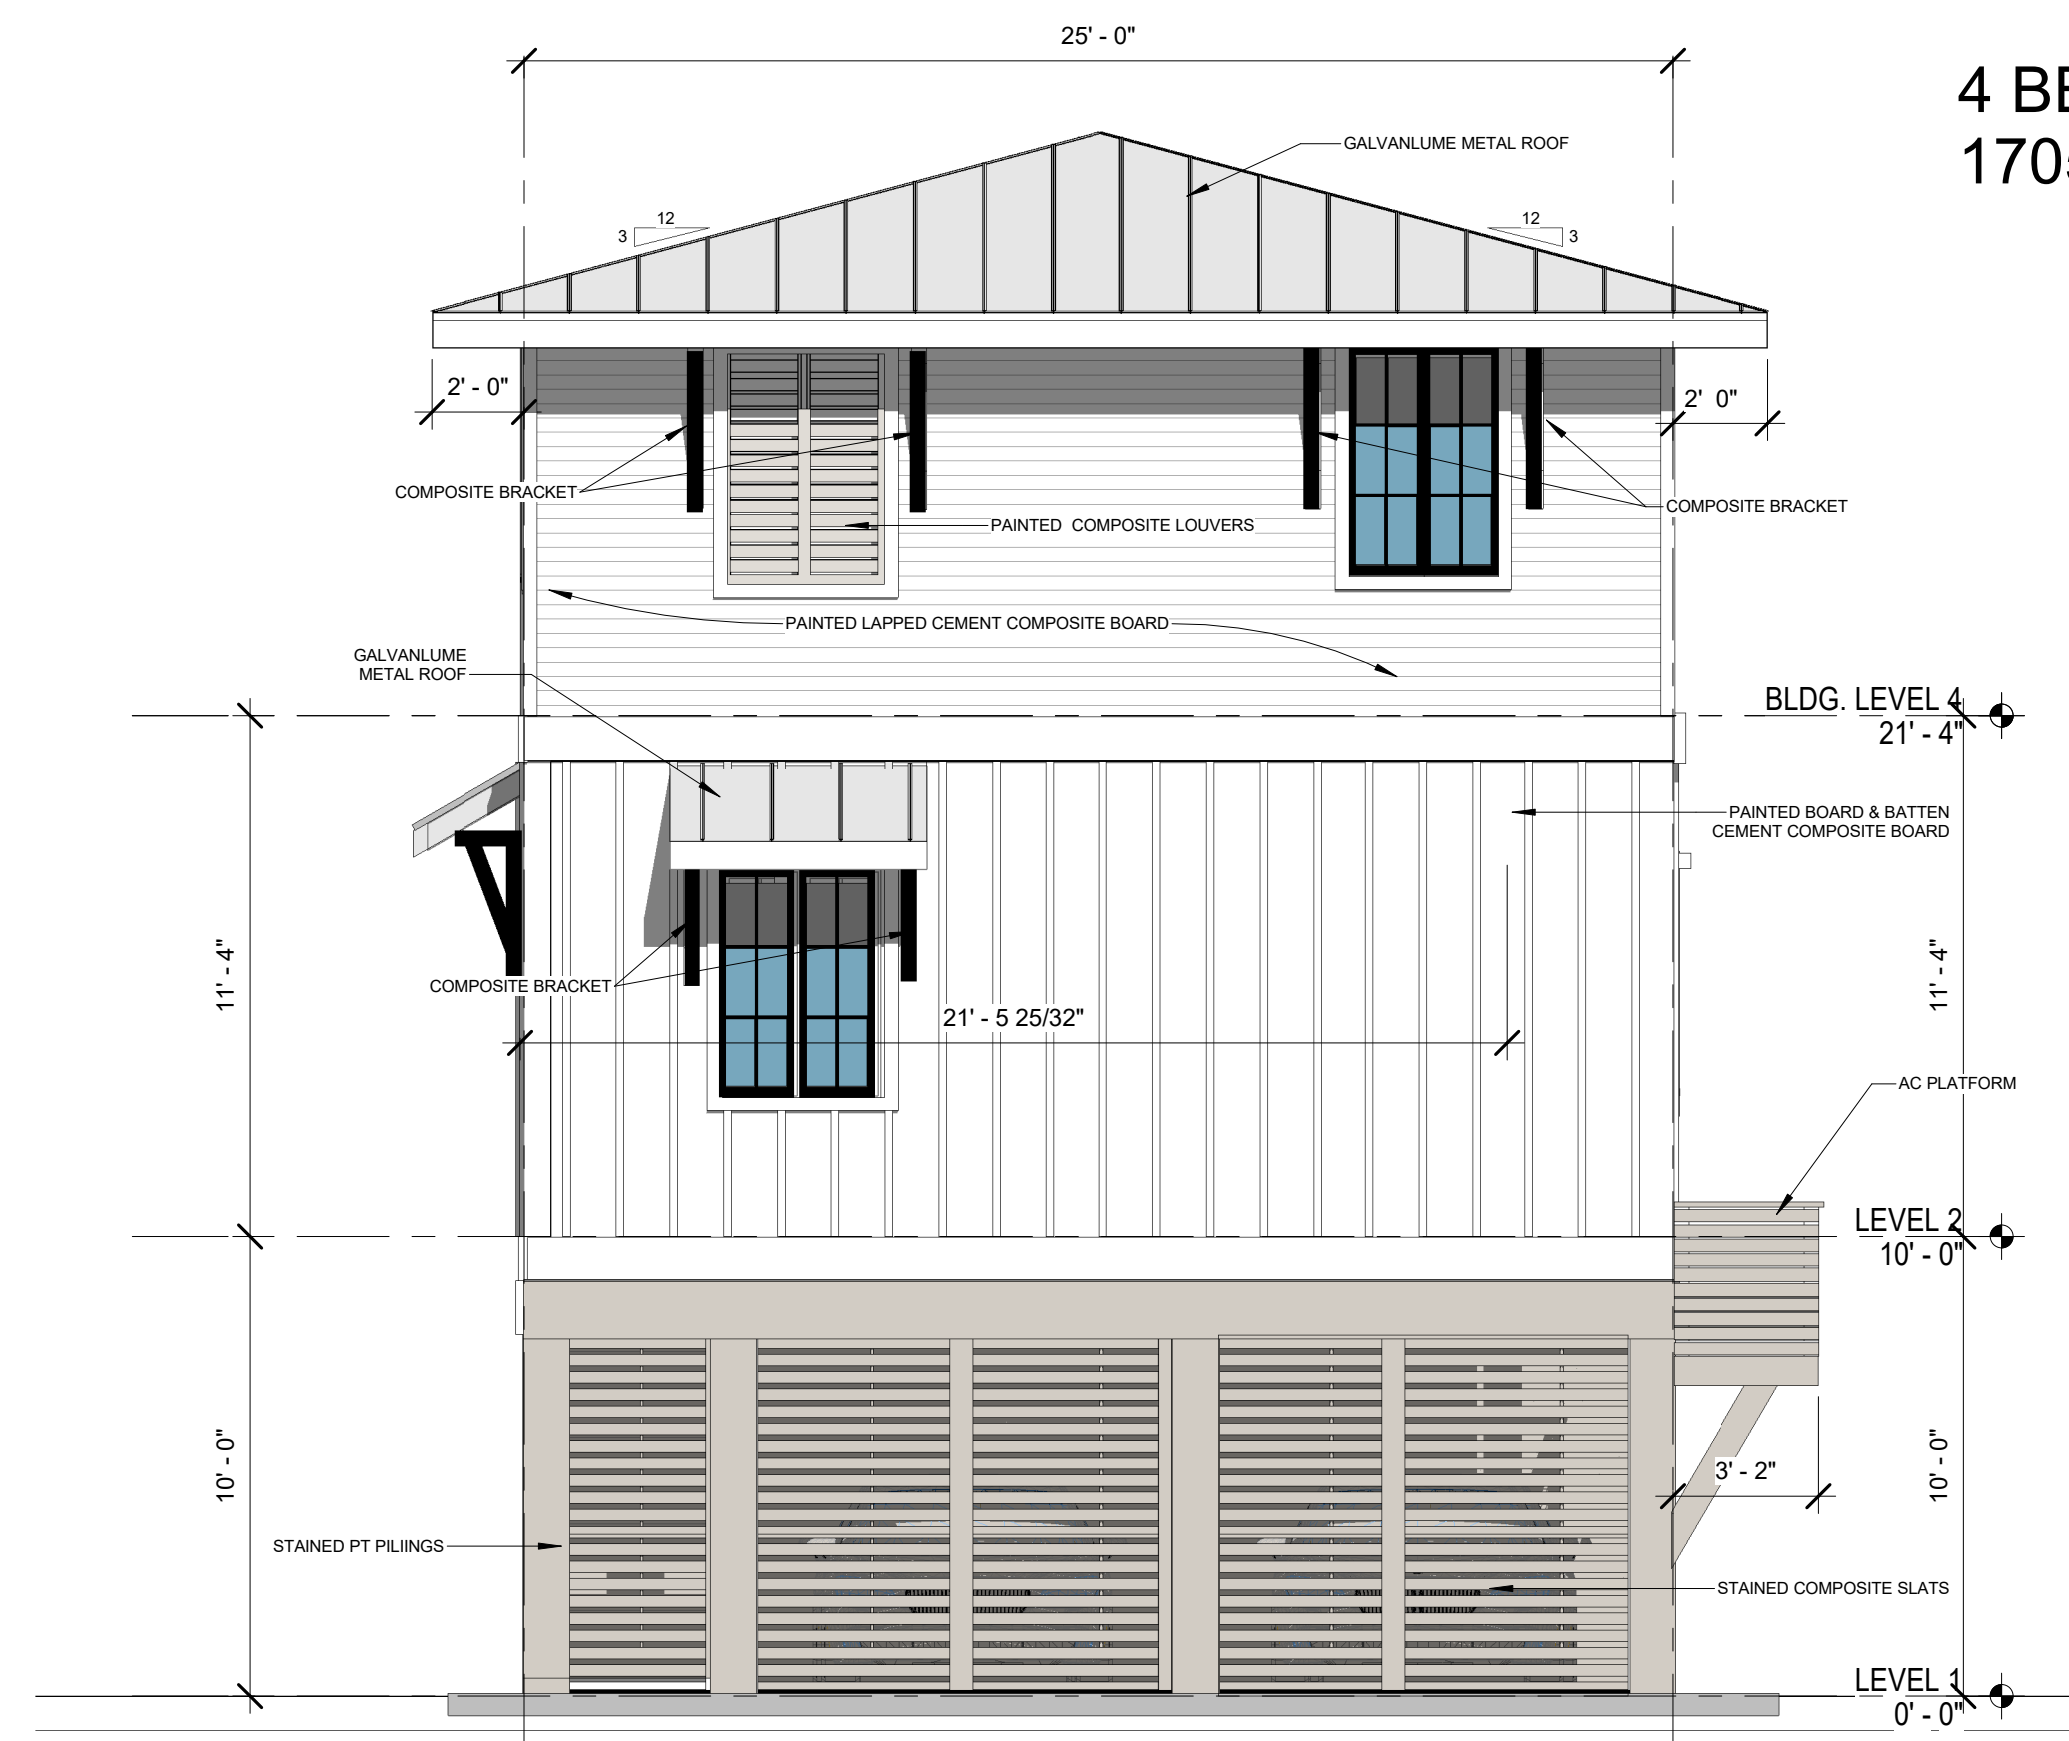 25' - 0"
4 BE
1705
GALVANLUME METAL ROOF
12
3
12
3
2' - 0"
2' 0"
COMPOSITE BRACKET
COMPOSITE BRACKET
PAINTED COMPOSITE LOUVERS
PAINTED LAPPED CEMENT COMPOSITE BOARD
GALVANLUME
METAL ROOF
BLDG. LEVEL 4
21' - 4"
PAINTED BOARD & BATTEN
CEMENT COMPOSITE BOARD
11' - 4"
COMPOSITE BRACKET
21' - 5 25/32"
11' - 4"
AC PLATFORM
LEVEL 2
10' - 0"
10' - 0"
3' - 2"
10' - 0"
STAINED PT PILIINGS
STAINED COMPOSITE SLATS
LEVEL 1
0' - 0"